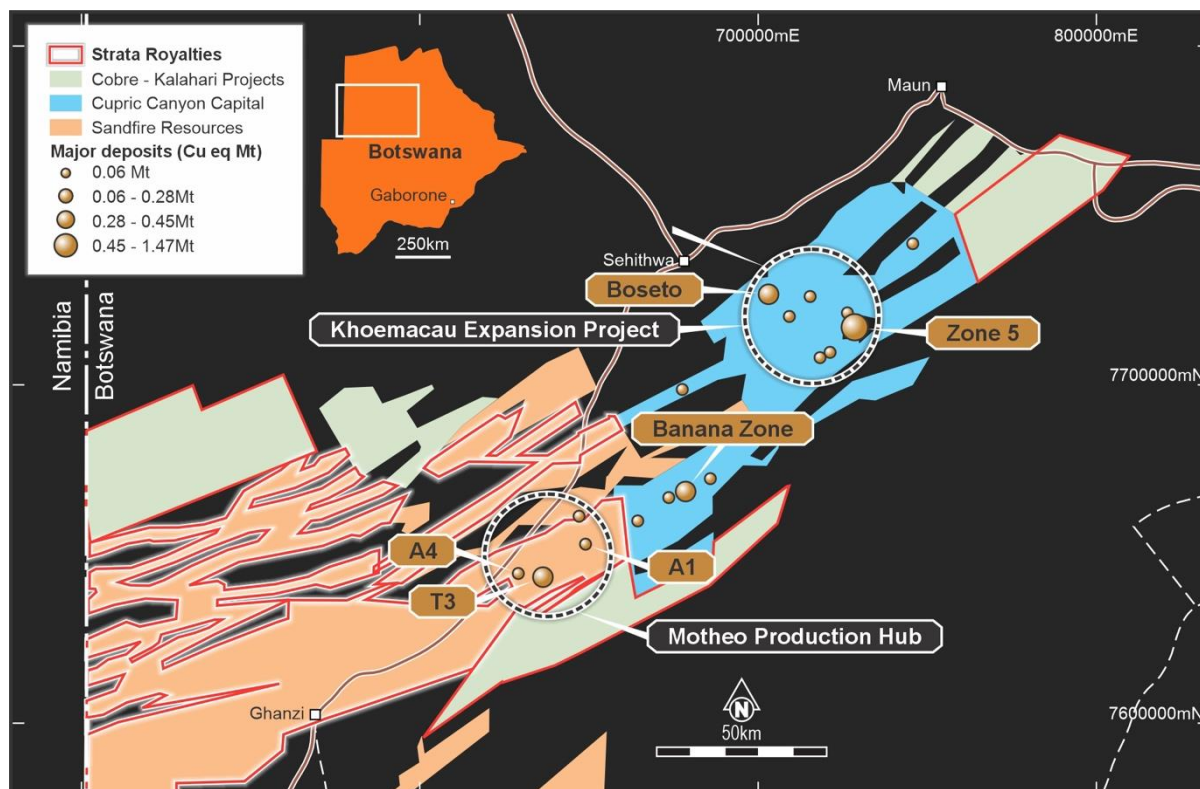 Strata Royalties
Cobre - Kalahari Projects
Cupric Canyon Capital
Sandfire Resources
Major deposits (Cu eq Mt)
0.06 Mt
0.06 - 0.28Mt
0.28 - 0.45Mt
0.45 - 1.47Mt
Botswana
Gaborone
250km
700000mE
800000mE
Maun
Sehithwa
Boseto
Khoemacau Expansion Project
Zone 5
Namibia
Botswana
7700000mN
Banana Zone
A4
A1
T3
Motheo Production Hub
Ghanzi
N
50km
7600000mN